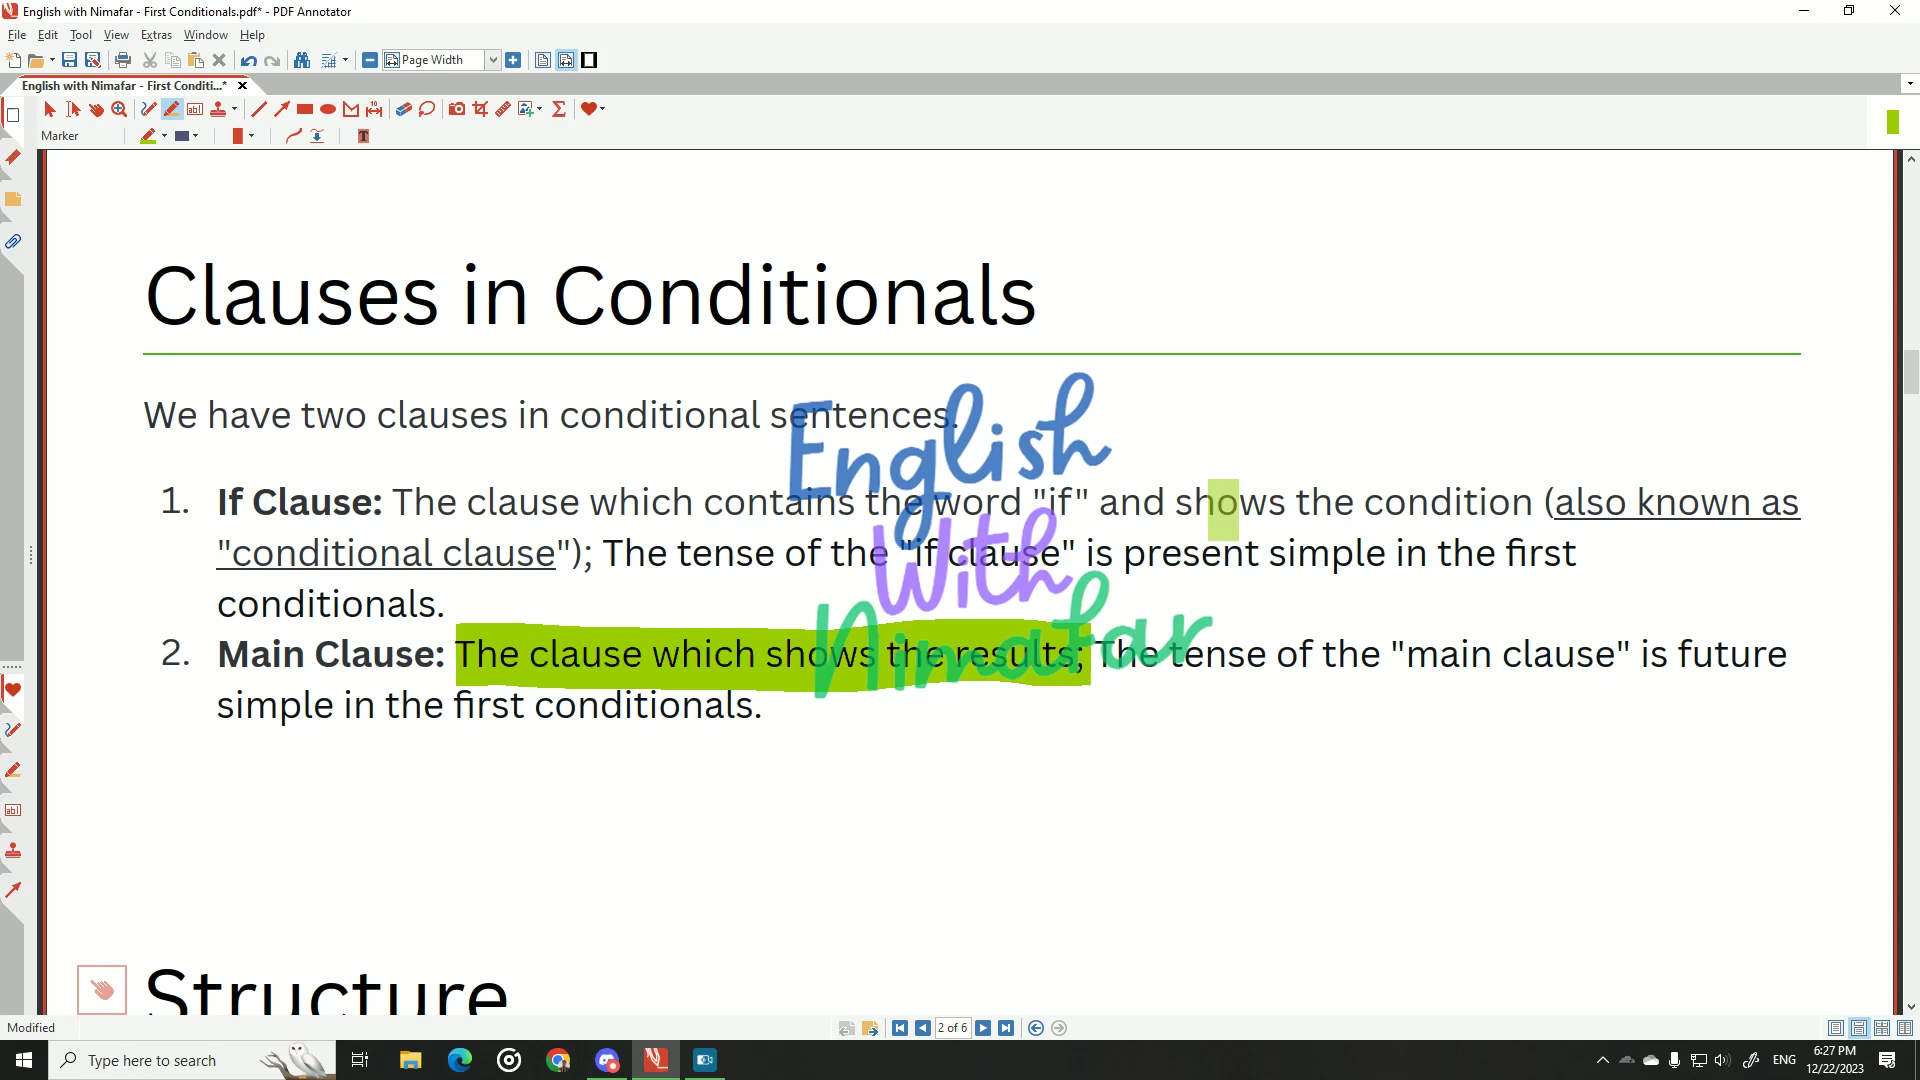 English with Nimafar - First Conditionals.pdf* - PDF Annotator
File Edit Tool View Extras Window Help
Page Width
English with Nimafar - First Conditi...*
Marker
Clauses in Conditionals
We have two clauses in conditional sentences.
English
With
Nimafar
1. If Clause: The clause which contains the word "if" and shows the condition (also known as
"conditional clause"); The tense of the "if clause" is present simple in the first
conditionals.
2. Main Clause: The clause which shows the results; The tense of the "main clause" is future
simple in the first conditionals.
Structure
Modified
2 of 6
Type here to search
ENG
6:27 PM
12/22/2023